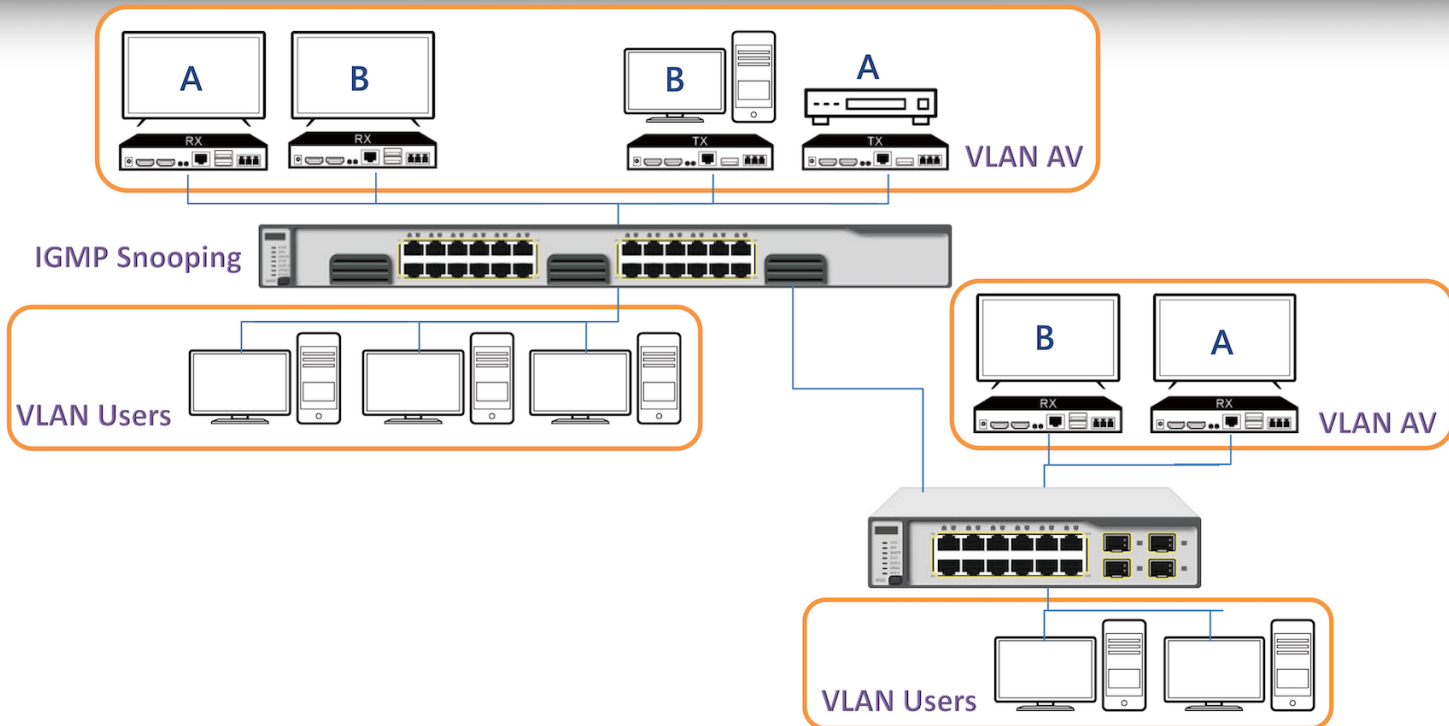 A
B
B
A
RX
RX
TX
TX
VLAN AV
IGMP Snooping
B
A
VLAN Users
RX
RX
VLAN AV
VLAN Users